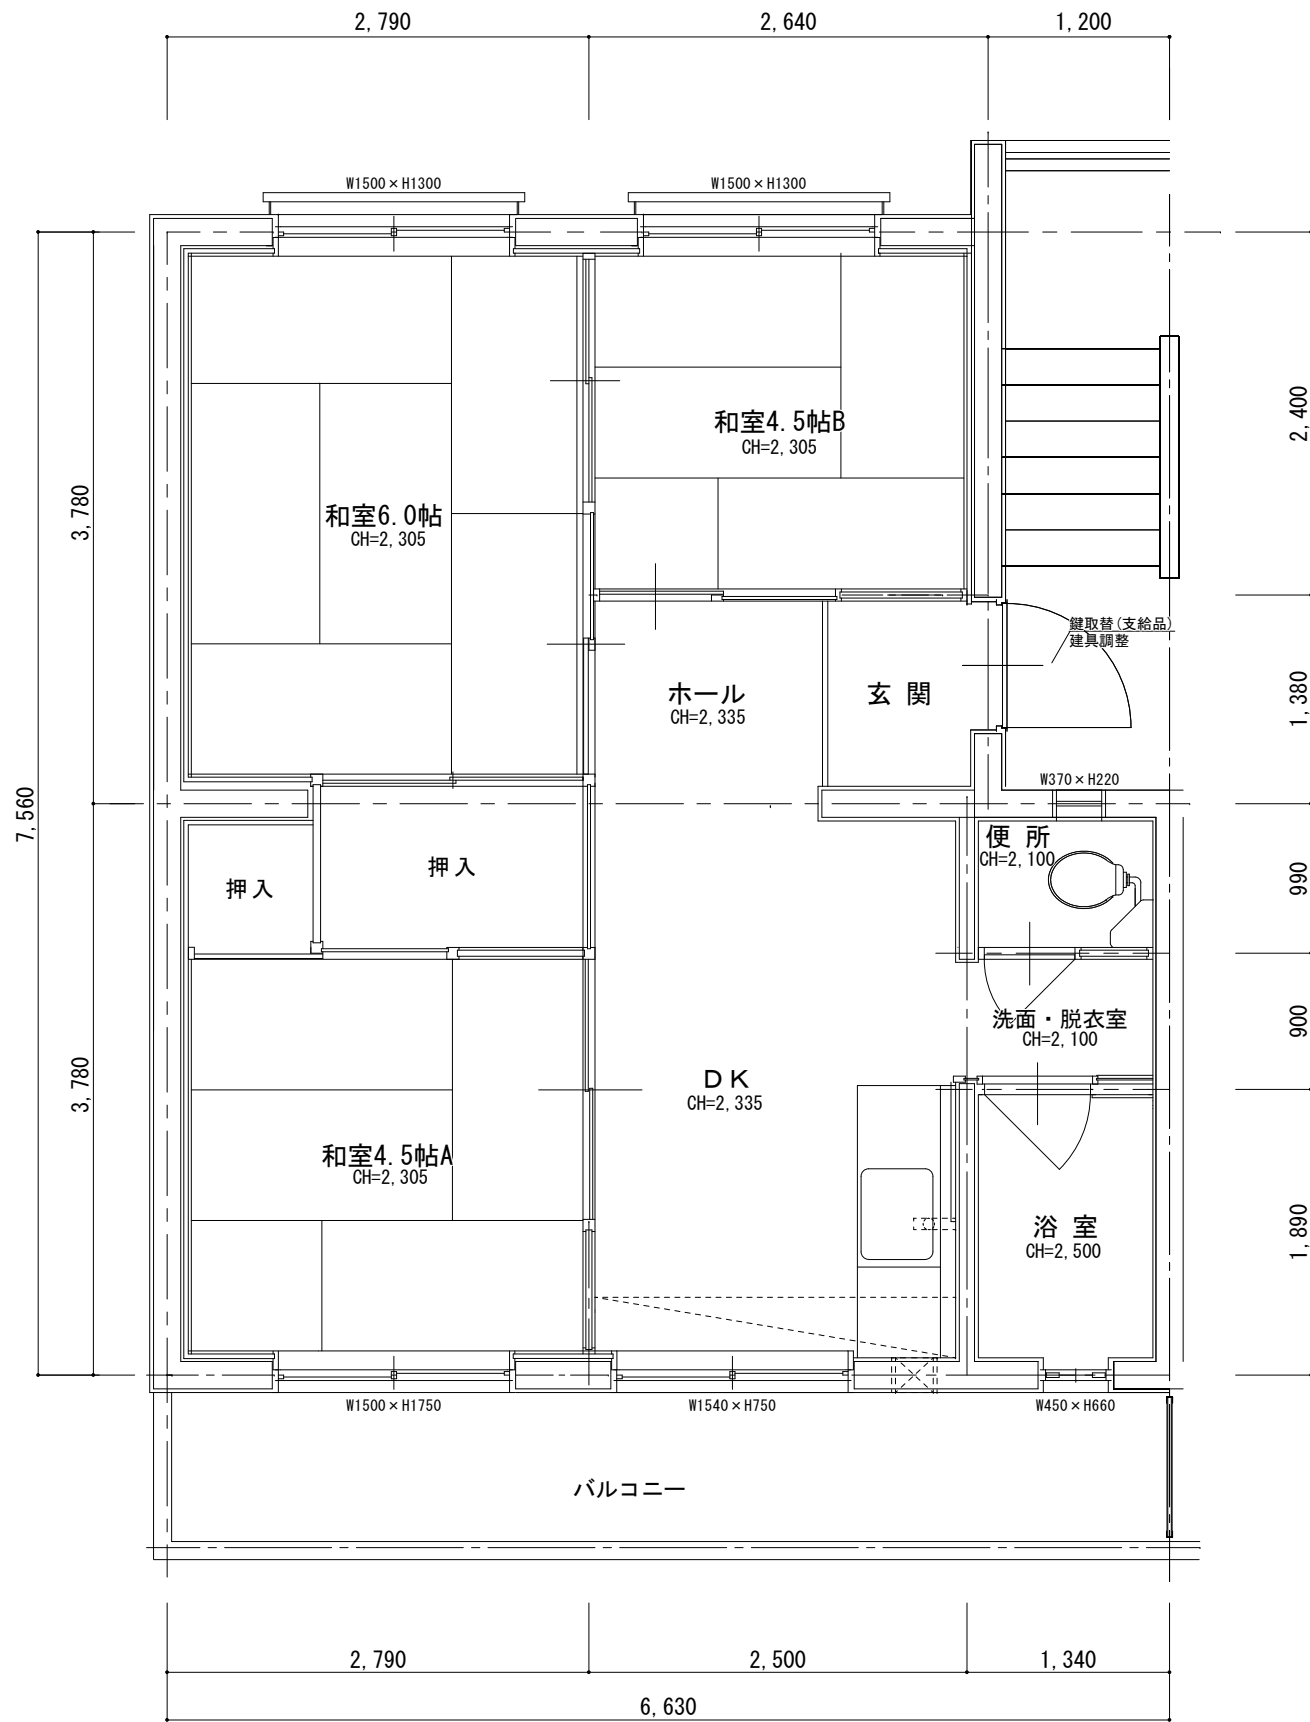 2,790
2,640
1,200
W1500×H1300
W1500×H1300
2,400
和室4.5帖B
CH=2,305
3,780
和室6.0帖
CH=2,305
鍵取替(支給品)
建具調整
ホール
CH=2,335
玄 関
1,380
W370×H220
7,560
便 所
CH=2,100
押入
押入
990
洗面・脱衣室
CH=2,100
900
3,780
DK
CH=2,335
和室4.5帖A
CH=2,305
浴 室
CH=2,500
1,890
W1500×H1750
W1540×H750
W450×H660
バルコニー
2,790
2,500
1,340
6,630